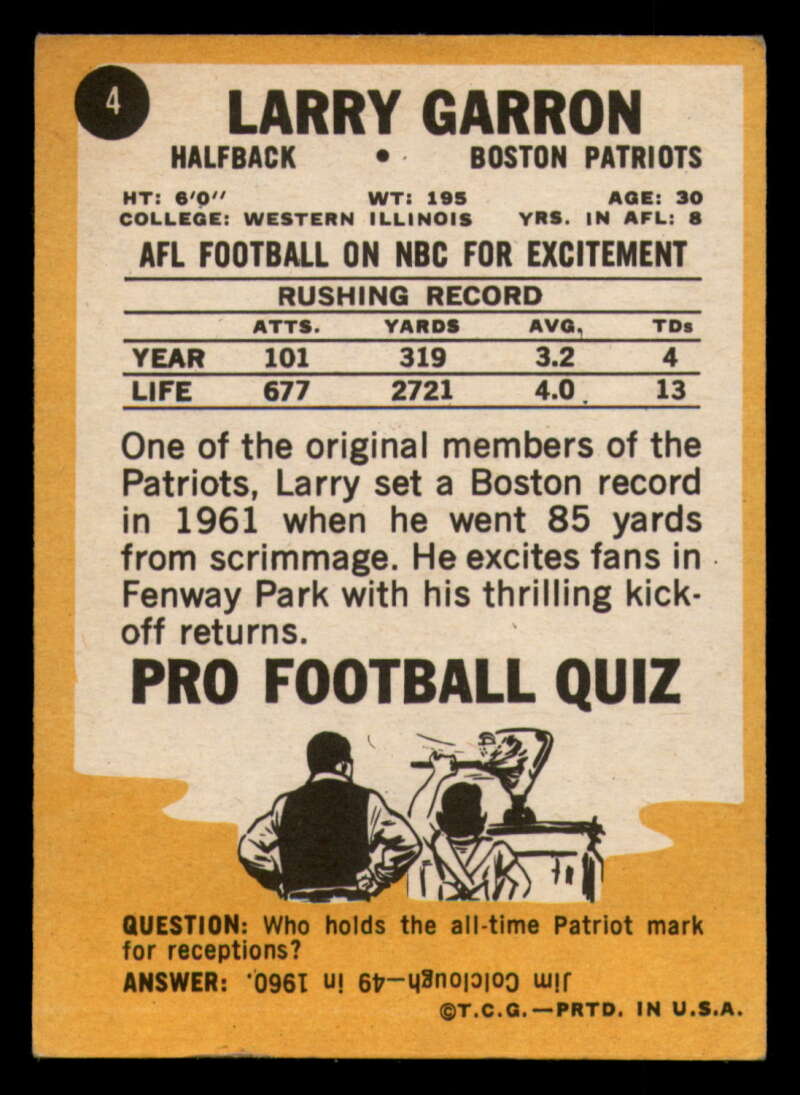 4
LARRY GARRON
HALFBACK • BOSTON PATRIOTS
HT: 6'0" WT: 195 AGE: 30
COLLEGE: WESTERN ILLINOIS YRS. IN AFL: 8
AFL FOOTBALL ON NBC FOR EXCITEMENT
RUSHING RECORD
ATTS. YARDS AVG. TDs
YEAR 101 319 3.2 4
LIFE 677 2721 4.0 13
One of the original members of the
Patriots, Larry set a Boston record
in 1961 when he went 85 yards
from scrimmage. He excites fans in
Fenway Park with his thrilling kick-
off returns.
PRO FOOTBALL QUIZ
QUESTION: Who holds the all-time Patriot mark
for receptions?
ANSWER: Jim Colclough—49 in 1960.
©T.C.G.—PRTD. IN U.S.A.